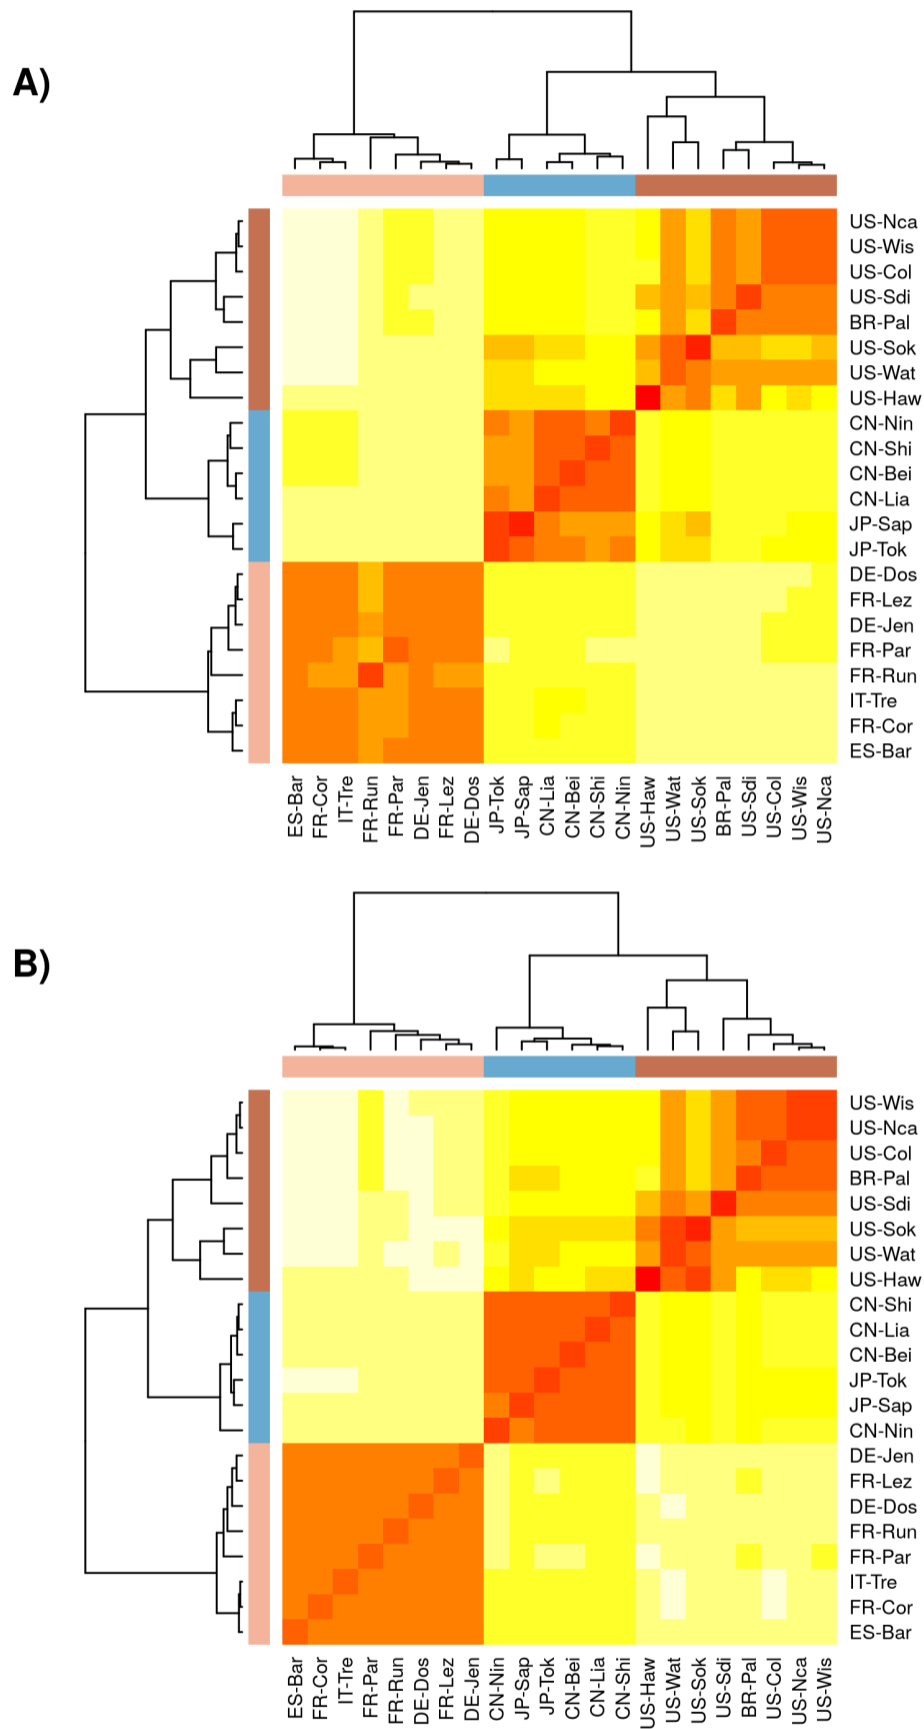 A)
US-Nca
US-Wis
US-Col
US-Sdi
BR-Pal
US-Sok
US-Wat
US-Haw
CN-Nin
CN-Shi
CN-Bei
CN-Lia
JP-Sap
JP-Tok
DE-Dos
FR-Lez
DE-Jen
FR-Par
FR-Run
IT-Tre
FR-Cor
ES-Bar
ES-Bar
FR-Cor
IT-Tre
FR-Run
FR-Par
DE-Jen
FR-Lez
DE-Dos
JP-Tok
JP-Sap
CN-Lia
CN-Bei
CN-Shi
CN-Nin
US-Haw
US-Wat
US-Sok
BR-Pal
US-Sdi
US-Col
US-Wis
US-Nca
B)
US-Wis
US-Nca
US-Col
BR-Pal
US-Sdi
US-Sok
US-Wat
US-Haw
CN-Shi
CN-Lia
CN-Bei
JP-Tok
JP-Sap
CN-Nin
DE-Jen
FR-Lez
DE-Dos
FR-Run
FR-Par
IT-Tre
FR-Cor
ES-Bar
ES-Bar
FR-Cor
IT-Tre
FR-Par
FR-Run
DE-Dos
FR-Lez
DE-Jen
CN-Nin
JP-Sap
JP-Tok
CN-Bei
CN-Lia
CN-Shi
US-Haw
US-Wat
US-Sok
US-Sdi
BR-Pal
US-Col
US-Nca
US-Wis